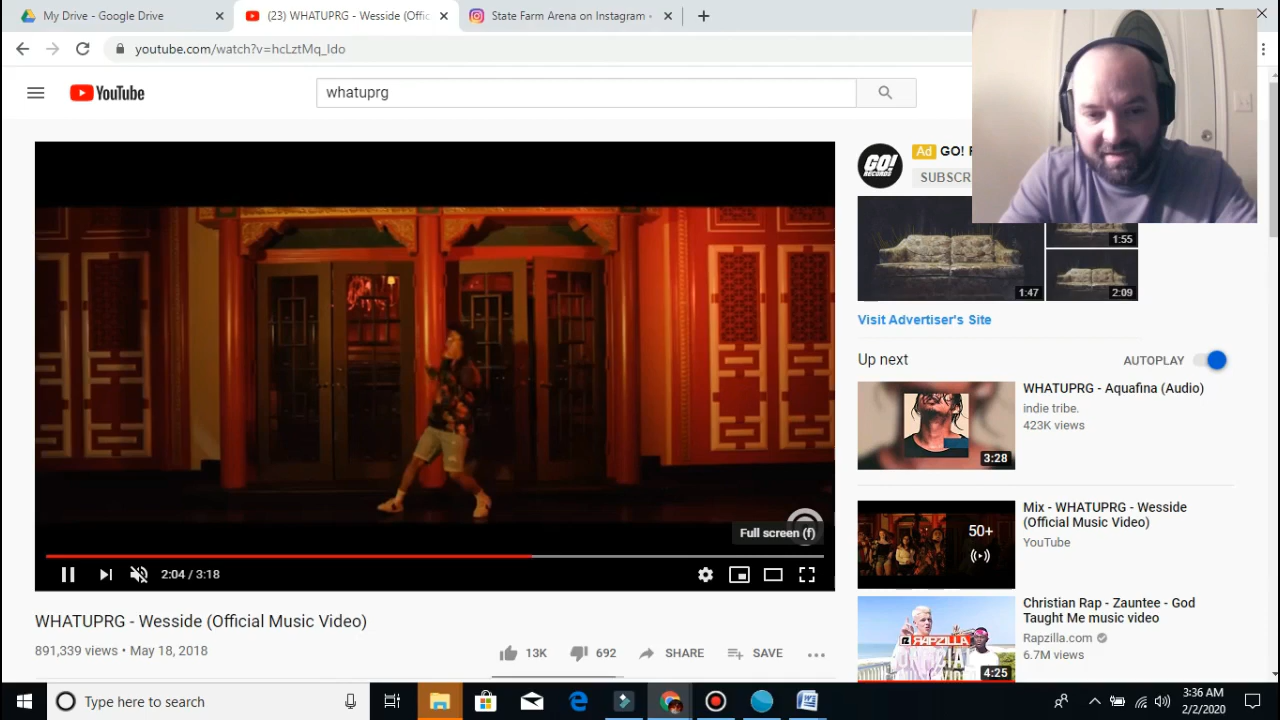 My Drive - Google Drive
(23) WHATUPRG - Wesside (Offic
State Farm Arena on Instagram •
youtube.com/watch?v=hcLztMq_Ido
YouTube
whatuprg
GO!
RECORDS
Ad GO! F
SUBSCR
1:55
1:47
2:09
Visit Advertiser's Site
Up next
AUTOPLAY
WHATUPRG - Aquafina (Audio)
indie tribe.
423K views
3:28
Mix - WHATUPRG - Wesside
(Official Music Video)
YouTube
50+
Christian Rap - Zauntee - God
Taught Me music video
Rapzilla.com
6.7M views
RAPZILLA
4:25
Full screen (f)
2:04 / 3:18
WHATUPRG - Wesside (Official Music Video)
891,339 views • May 18, 2018
13K
692
SHARE
SAVE
Type here to search
3:36 AM
2/2/2020